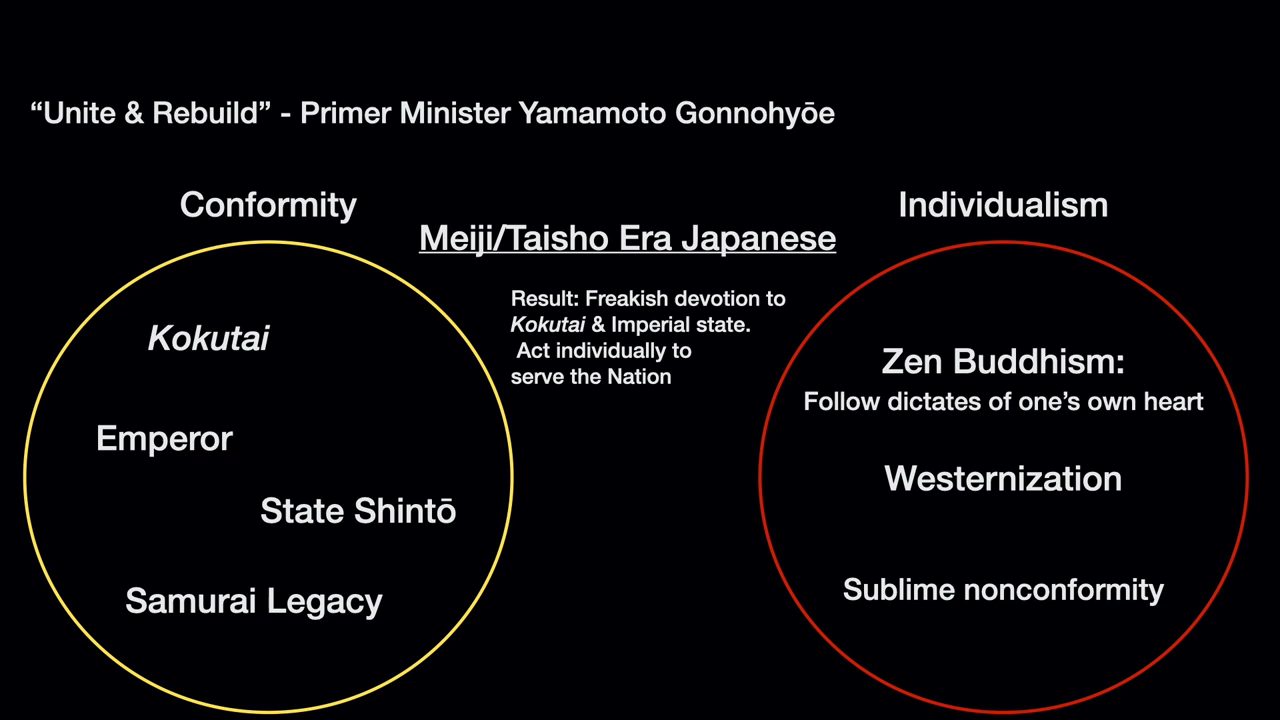 “Unite & Rebuild” - Primer Minister Yamamoto Gonnohyōe
Conformity
Kokutai
Emperor
State Shintō
Samurai Legacy
Meiji/Taisho Era Japanese
Result: Freakish devotion to
Kokutai & Imperial state.
Act individually to
serve the Nation
Individualism
Zen Buddhism:
Follow dictates of one’s own heart
Westernization
Sublime nonconformity